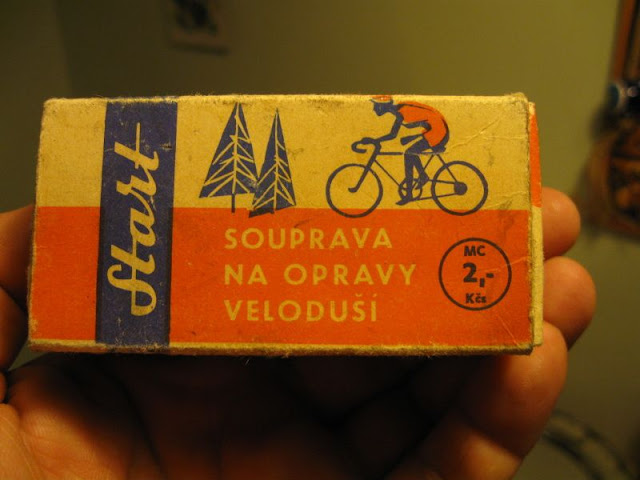 Start
SOUPRAVA
NA OPRAVY
VELODUŠÍ
MC
2,-
Kčs